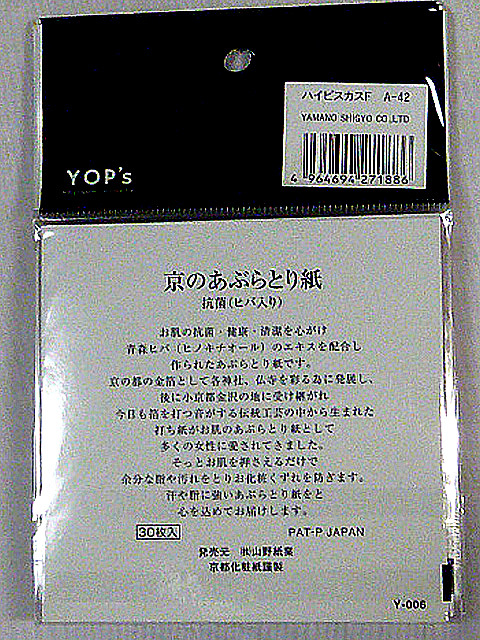 ハイビスカスF A-42
YAMANO SHIGYO CO.,LTD
4 964694 271886
YOP's
京のあぶらとり紙
抗菌(ヒバ入り)
お肌の抗菌・健康・清潔を心がけ
青森ヒバ(ヒノキチオール)のエキスを配合し
作られたあぶらとり紙です。
京の都の金箔として各神社、仏寺を彩る為に発展し、
後に小京都金沢の地に受け継がれ
今日も箔を打つ音がする伝統工芸の中から生まれた
打ち紙がお肌のあぶらとり紙として
多くの女性に愛されてきました。
そっとお肌を押さえるだけで
余分な脂や汚れをとりお化粧くずれを防ぎます。
汗や脂に強いあぶらとり紙をと
心を込めてお届けします。
30枚入 PAT-P JAPAN
発売元 ㈱山野紙業
京都化粧紙謹製
Y-006